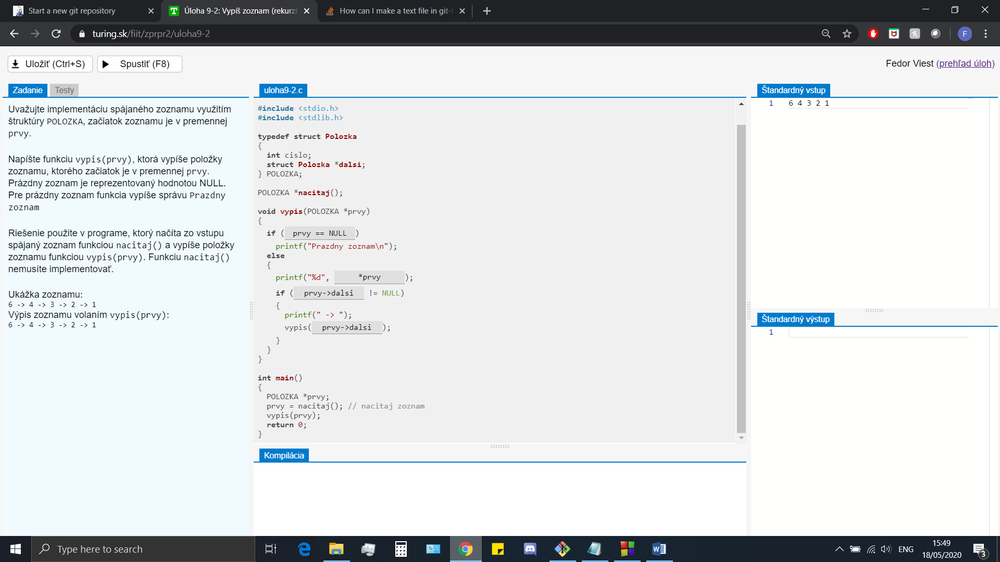 Start a new git repository
Úloha 9-2: Vypíš zoznam (rekurzí
How can I make a text file in git-b
turing.sk/fiit/zprpr2/uloha9-2
F
Uložiť (Ctrl+S)
Spustiť (F8)
Fedor Viest (prehľad úloh)
Zadanie
Testy
Uvažujte implementáciu spájaného zoznamu využitím
štruktúry POLOZKA, začiatok zoznamu je v premennej
prvy.
Napíšte funkciu vypis(prvy), ktorá vypíše položky
zoznamu, ktorého začiatok je v premennej prvy.
Prázdny zoznam je reprezentovaný hodnotou NULL.
Pre prázdny zoznam funkcia vypíše správu Prazdny
zoznam
Riešenie použite v programe, ktorý načíta zo vstupu
spájaný zoznam funkciou nacitaj() a vypíše položky
zoznamu funkciou vypis(prvy). Funkciu nacitaj()
nemusíte implementovať.
Ukážka zoznamu:
6 -> 4 -> 3 -> 2 -> 1
Výpis zoznamu volaním vypis(prvy):
6 -> 4 -> 3 -> 2 -> 1
uloha9-2.c
#include <stdio.h>
#include <stdlib.h>
typedef struct Polozka
{
int cislo;
struct Polozka *dalsi;
} POLOZKA;
POLOZKA *nacitaj();
void vypis(POLOZKA *prvy)
{
if ( prvy == NULL )
printf("Prazdny zoznam\n");
else
{
printf("%d", *prvy );
if ( prvy->dalsi != NULL)
{
printf(" -> ");
vypis( prvy->dalsi );
}
}
}
int main()
{
POLOZKA *prvy;
prvy = nacitaj(); // nacitaj zoznam
vypis(prvy);
return 0;
}
Kompilácia
Štandardný vstup
1 6 4 3 2 1
Štandardný výstup
1
Type here to search
ENG
15:49
18/05/2020
3